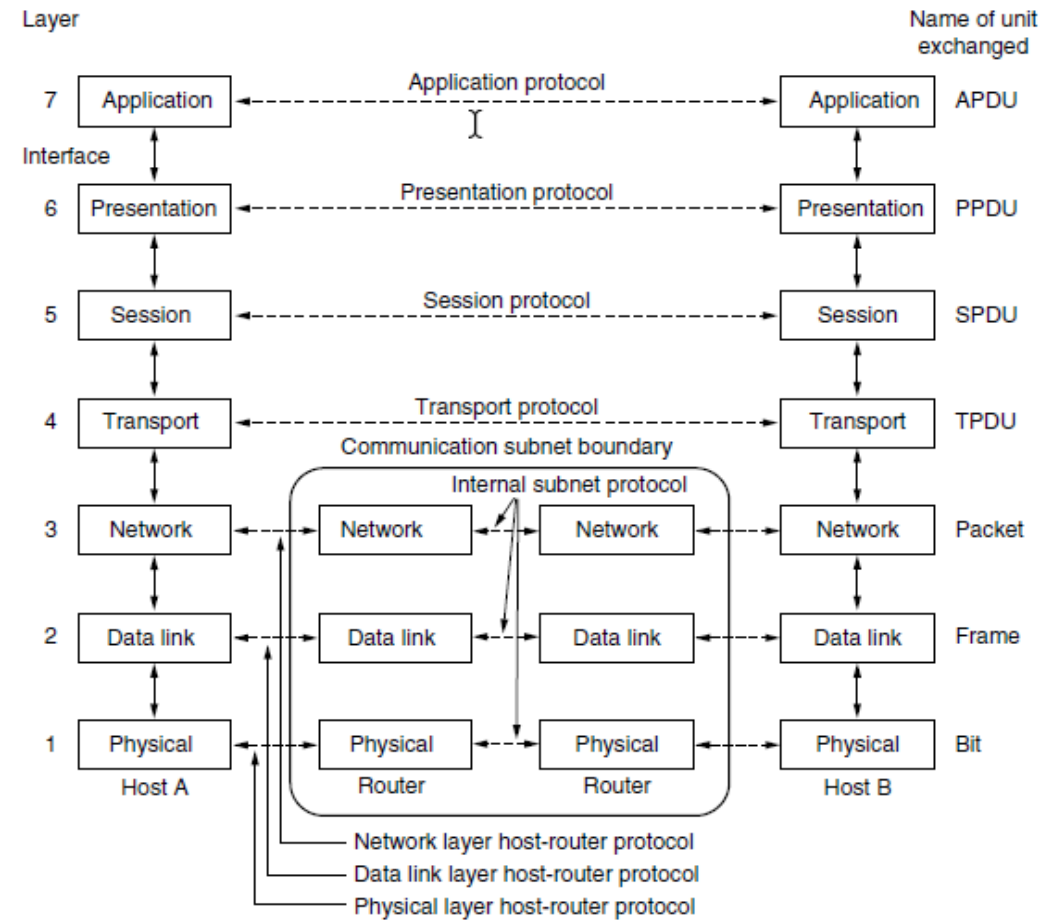 Layer
Name of unit
exchanged
Application protocol
7 Application Application APDU
Interface
Presentation protocol
6 Presentation Presentation PPDU
Session protocol
5 Session Session SPDU
Transport protocol
4 Transport Transport TPDU
Communication subnet boundary
Internal subnet protocol
3 Network Network Network Network Packet
2 Data link Data link Data link Data link Frame
1 Physical Physical Physical Physical Bit
Host A Router Router Host B
Network layer host-router protocol
Data link layer host-router protocol
Physical layer host-router protocol